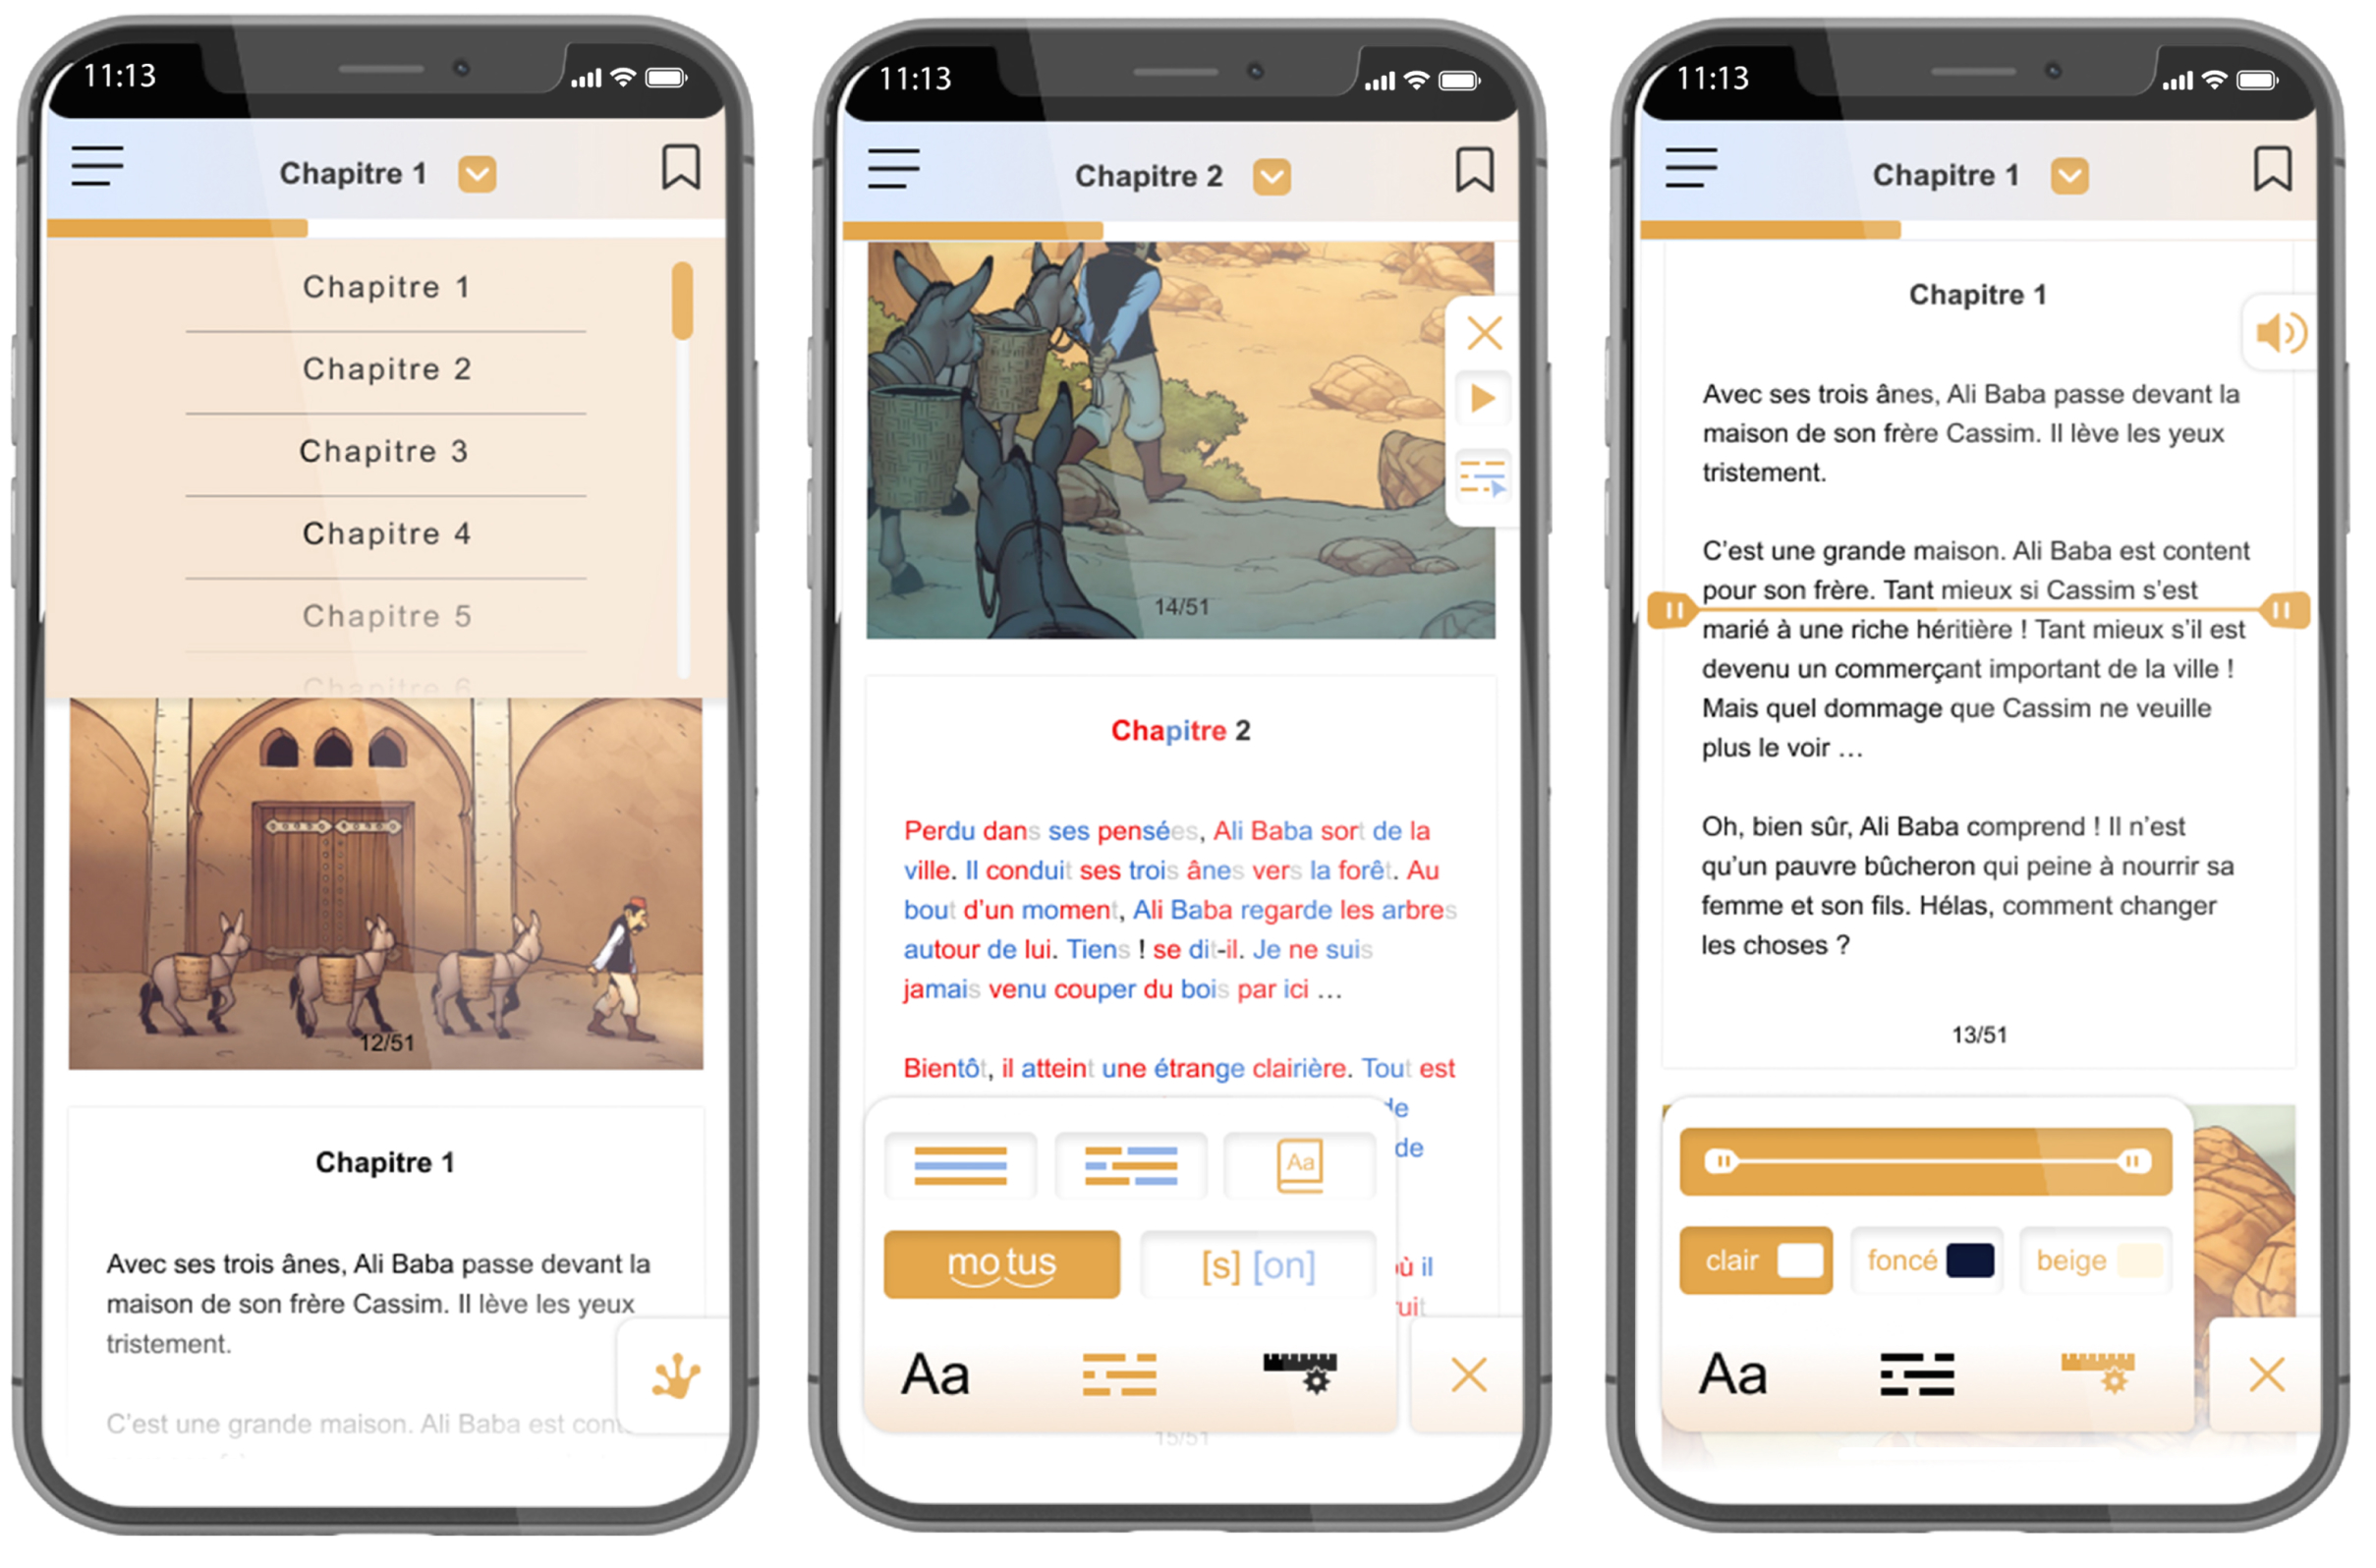 11:13
Chapitre 1
Chapitre 1
Chapitre 2
Chapitre 3
Chapitre 4
Chapitre 5
Chapitre 6
12/51
Chapitre 1
Avec ses trois ânes, Ali Baba passe devant la
maison de son frère Cassim. Il lève les yeux
tristement.
C'est une grande maison. Ali Baba est cont
11:13
Chapitre 2
14/51
Chapitre 2
Perdu dans ses pensées, Ali Baba sort de la
ville. Il conduit ses trois ânes vers la forêt. Au
bout d'un moment, Ali Baba regarde les arbres
autour de lui. Tiens ! se dit-il. Je ne suis
jamais venu couper du bois par ici …
Bientôt, il atteint une étrange clairière. Tout est
de
de
où il
uit
Aa
mo tus
[s] [on]
Aa
15/51
11:13
Chapitre 1
Chapitre 1
Avec ses trois ânes, Ali Baba passe devant la
maison de son frère Cassim. Il lève les yeux
tristement.
C'est une grande maison. Ali Baba est content
pour son frère. Tant mieux si Cassim s'est
marié à une riche héritière ! Tant mieux s'il est
devenu un commerçant important de la ville !
Mais quel dommage que Cassim ne veuille
plus le voir …
Oh, bien sûr, Ali Baba comprend ! Il n'est
qu'un pauvre bûcheron qui peine à nourrir sa
femme et son fils. Hélas, comment changer
les choses ?
13/51
clair
foncé
beige
Aa